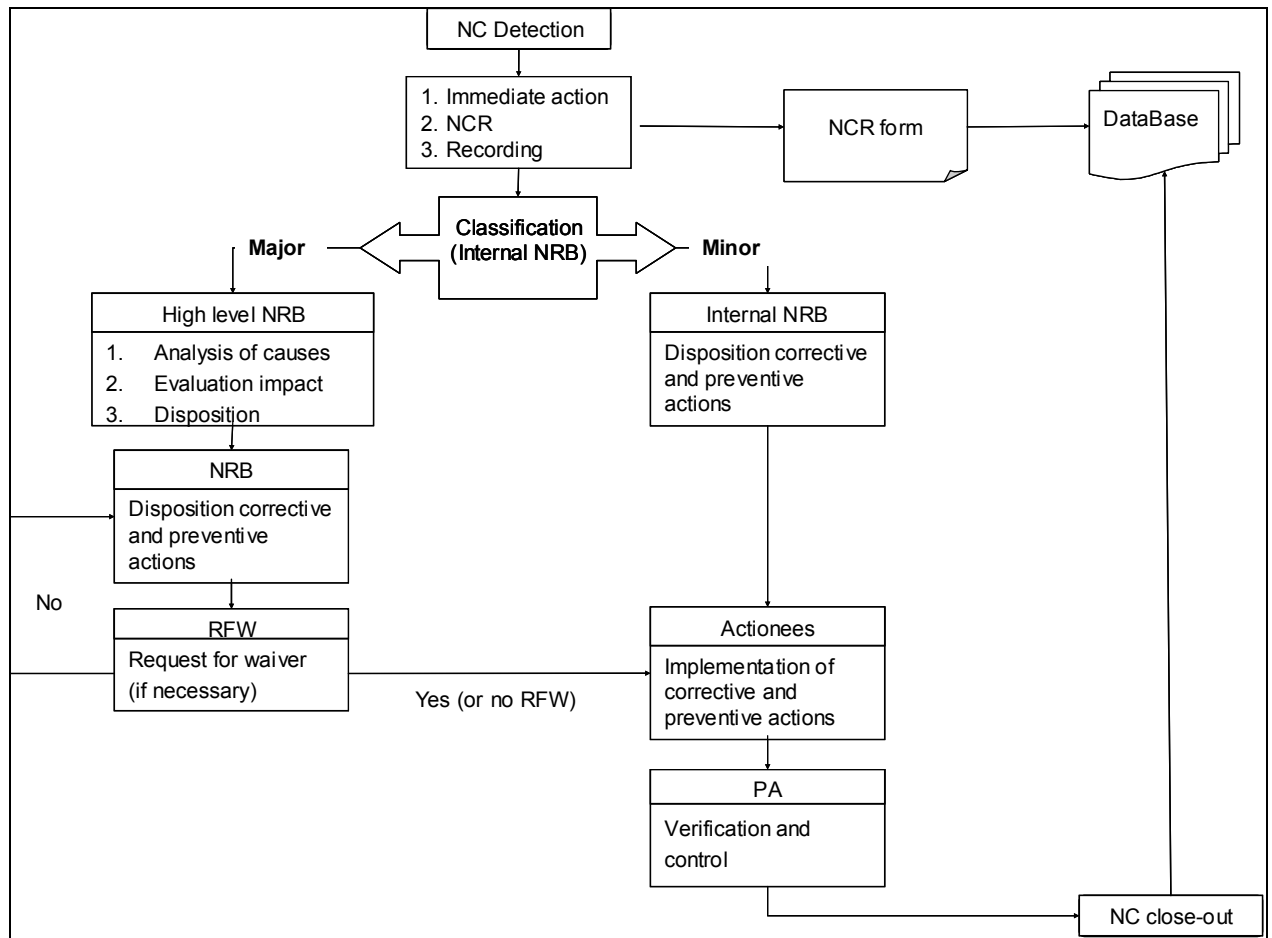 NC Detection
1. Immediate action
2. NCR
3. Recording
NCR form
DataBase
Classification
(Internal NRB)
Major
Minor
High level NRB
1. Analysis of causes
2. Evaluation impact
3. Disposition
Internal NRB
Disposition corrective
and preventive
actions
NRB
Disposition corrective
and preventive
actions
No
RFW
Request for waiver
(if necessary)
Yes (or no RFW)
Actionees
Implementation of
corrective and
preventive actions
PA
Verification and
control
NC close-out